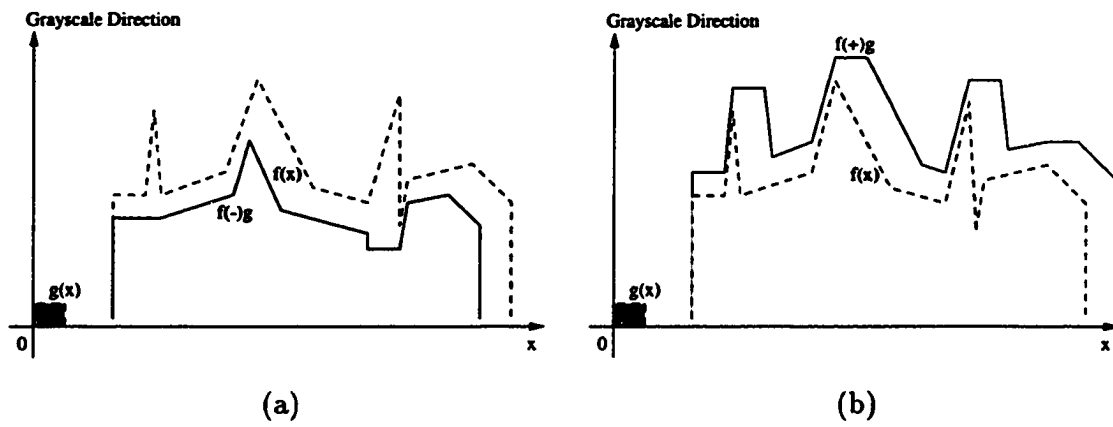 Grayscale Direction
f(x)
f(-)g
g(x)
0
x
(a)
Grayscale Direction
f(+)g
f(x)
g(x)
0
x
(b)